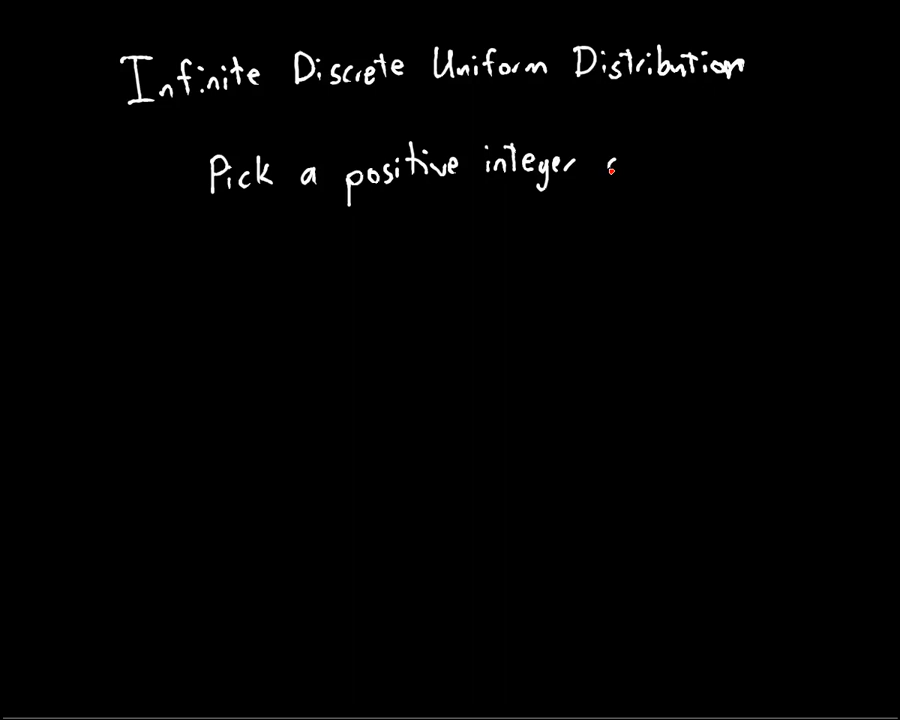 Infinite Discrete Uniform Distribution
Pick a positive integer